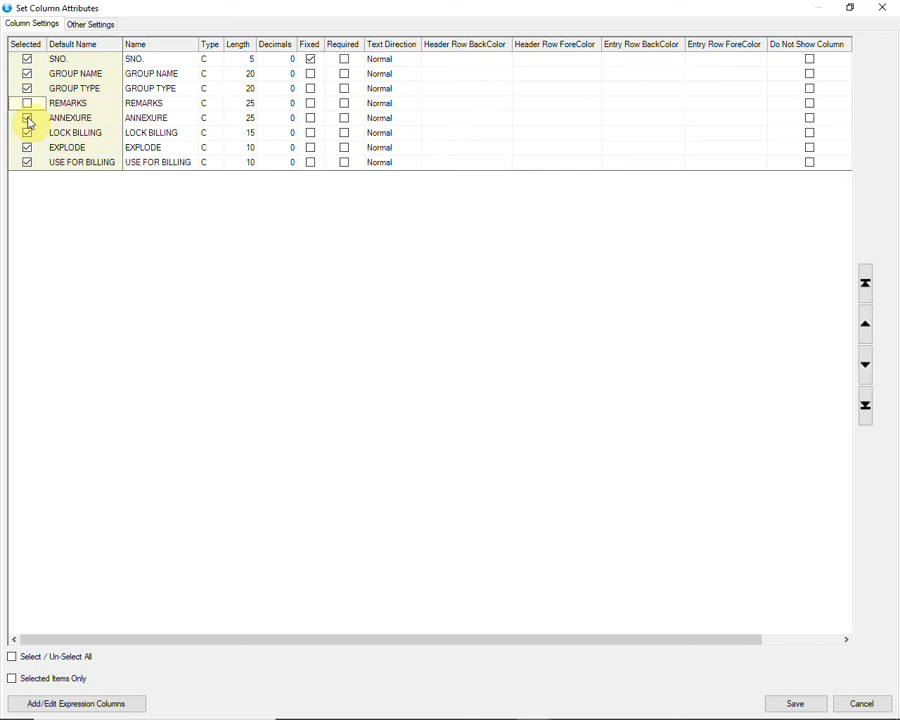 Set Column Attributes
Column Settings Other Settings
Selected Default Name Name Type Length Decimals Fixed Required Text Direction Header Row BackColor Header Row ForeColor Entry Row BackColor Entry Row ForeColor Do Not Show Column
SNO. SNO. C 5 0 Normal
GROUP NAME GROUP NAME C 20 0 Normal
GROUP TYPE GROUP TYPE C 20 0 Normal
REMARKS REMARKS C 25 0 Normal
ANNEXURE ANNEXURE C 25 0 Normal
LOCK BILLING LOCK BILLING C 15 0 Normal
EXPLODE EXPLODE C 10 0 Normal
USE FOR BILLING USE FOR BILLING C 10 0 Normal
Select / Un-Select All
Selected Items Only
Add/Edit Expression Columns Save Cancel